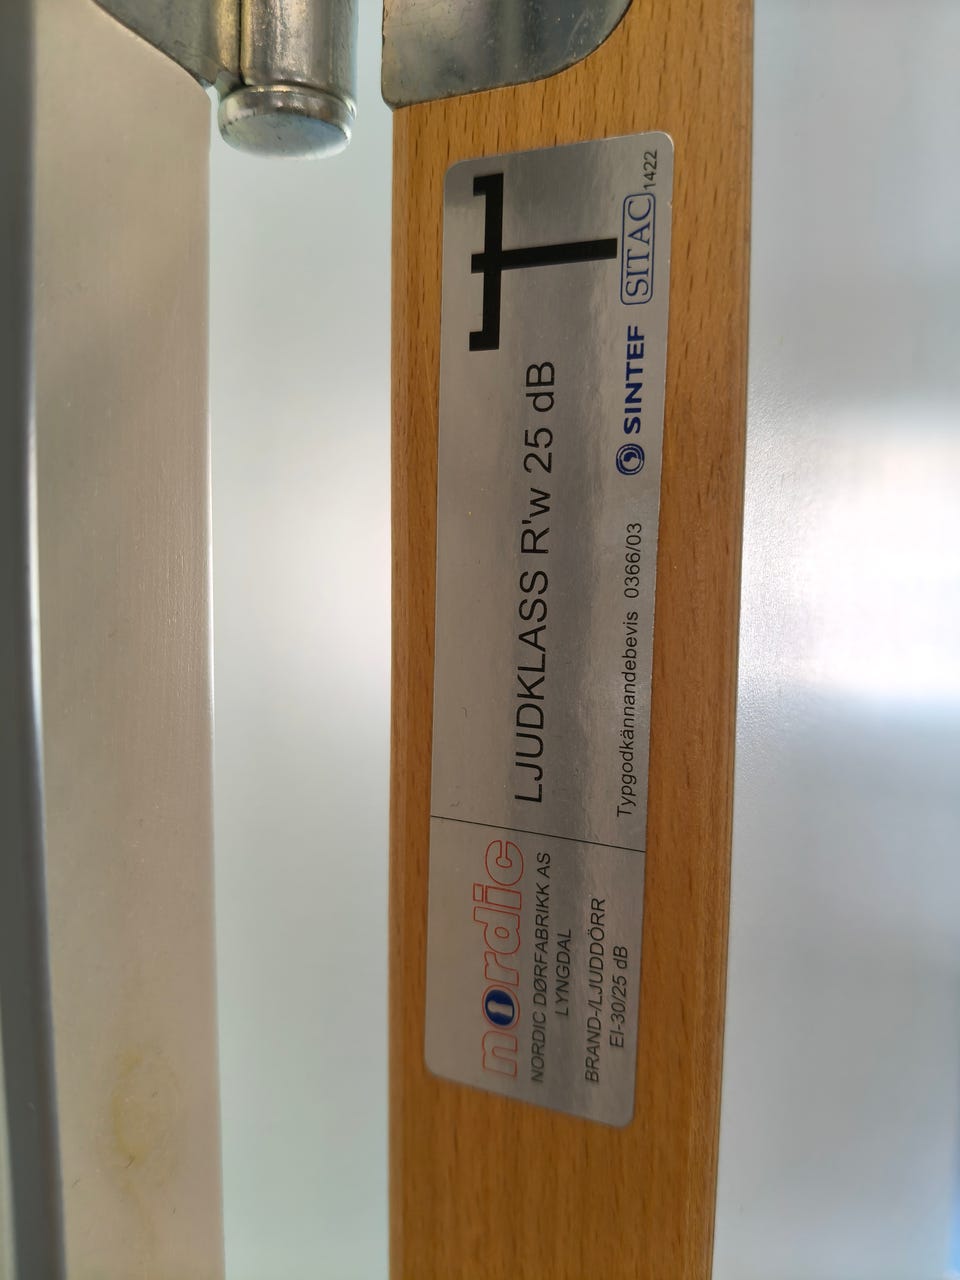 nordic
NORDIC DØRFABRIKK AS
LYNGDAL
BRAND-/LJUDDÖRR
EI-30/25 dB
LJUDKLASS R'w 25 dB
Typgodkännandebevis 0366/03
SINTEF
SITAC
1422